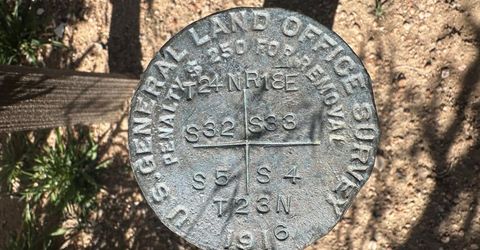 U.S. GENERAL LAND OFFICE SURVEY
PENALTY $ 250 FOR REMOVAL
T24N R18E
S32 S33
S5 S4
T23N
1916